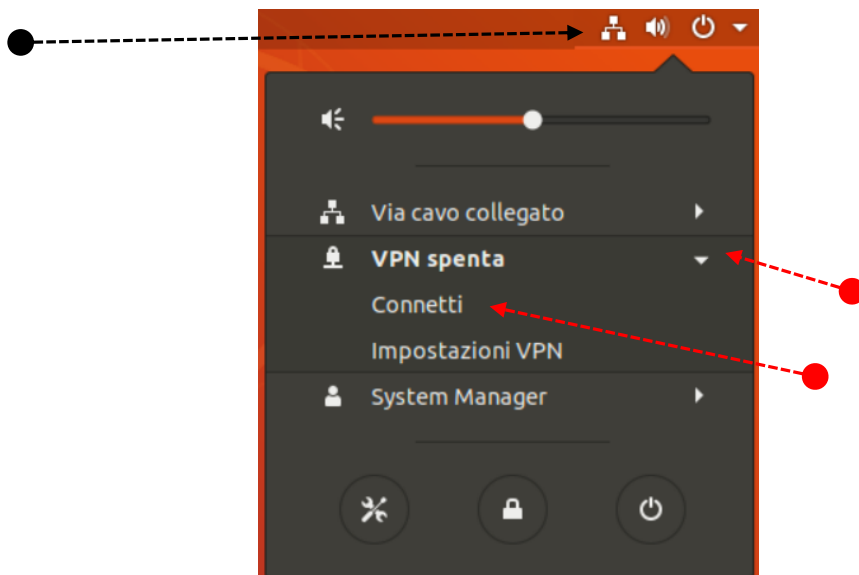 Via cavo collegato
VPN spenta
Connetti
Impostazioni VPN
System Manager